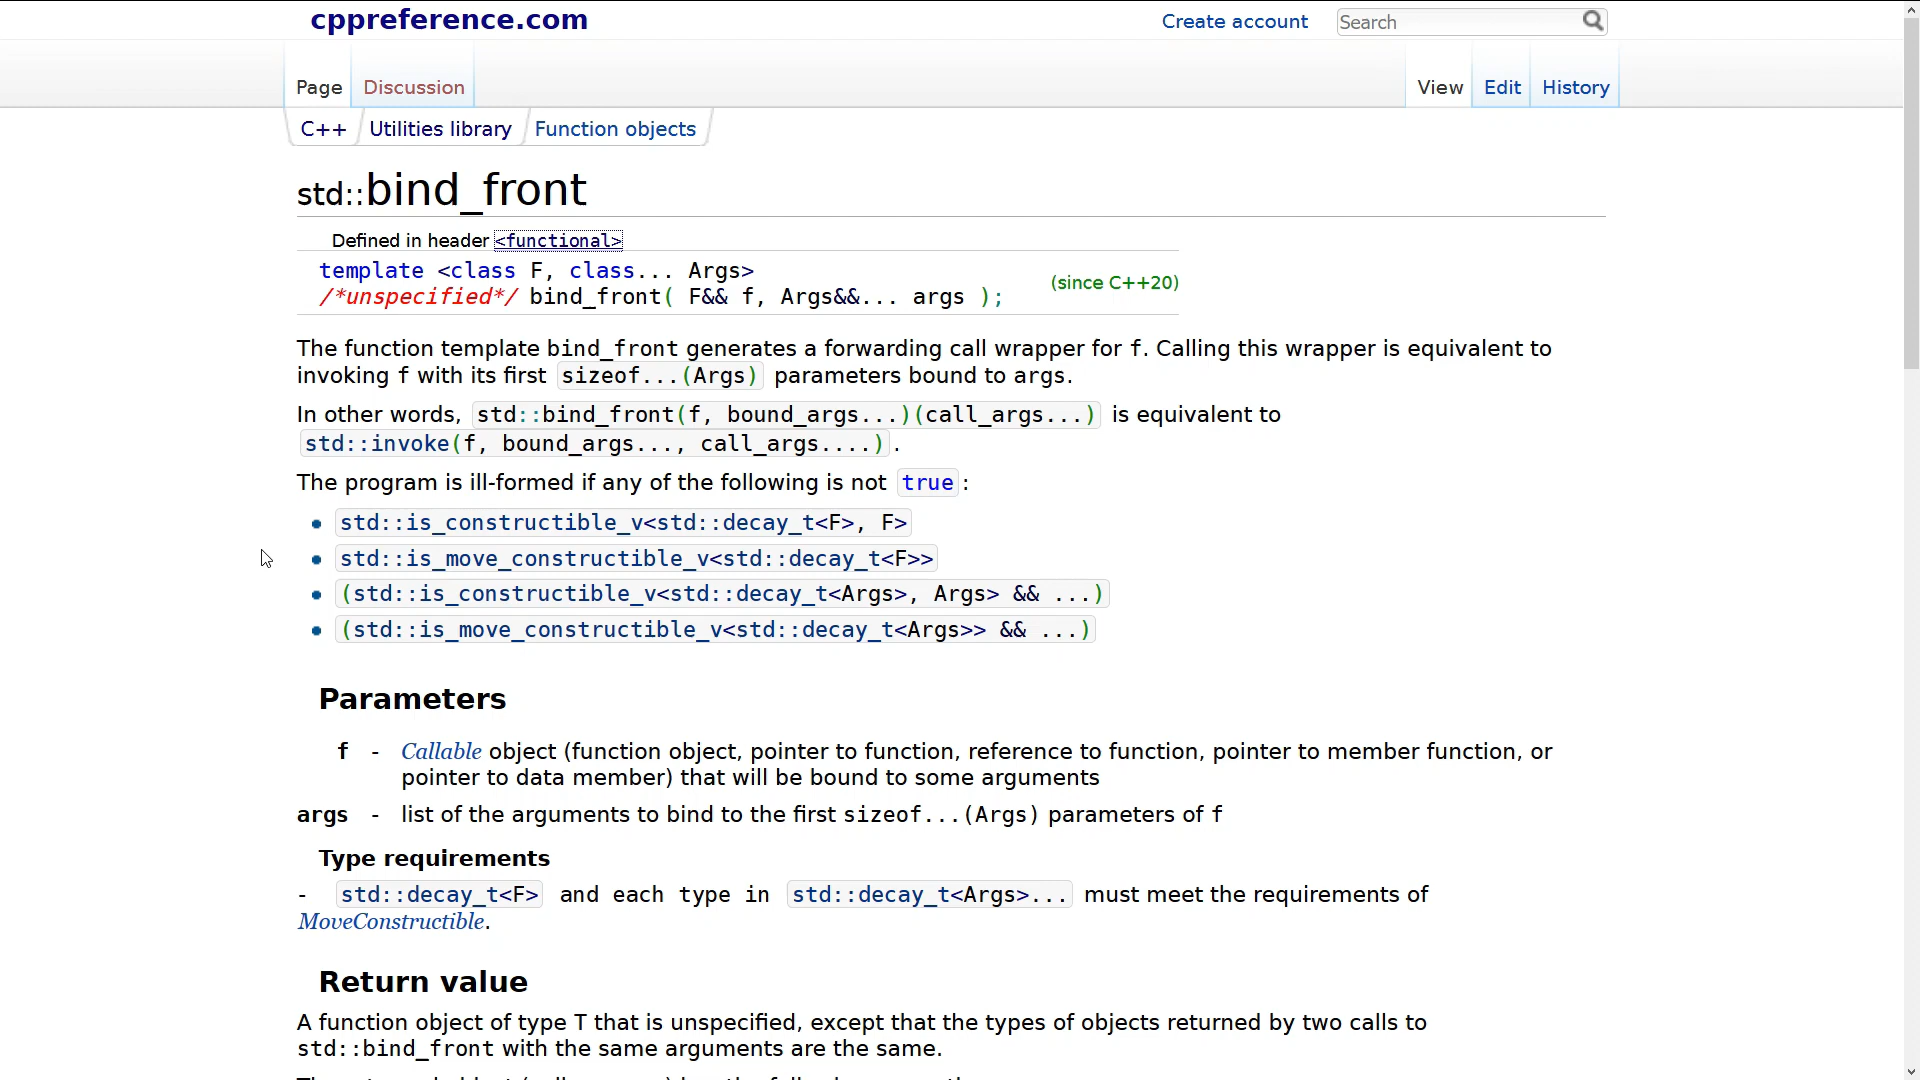 cppreference.com
Create account
Search
Page
Discussion
View
Edit
History
C++
Utilities library
Function objects
std::bind_front
Defined in header <functional>
template <class F, class... Args>
/*unspecified*/ bind_front( F&& f, Args&&... args );
(since C++20)
The function template bind_front generates a forwarding call wrapper for f. Calling this wrapper is equivalent to
invoking f with its first sizeof...(Args) parameters bound to args.
In other words, std::bind_front(f, bound_args...)(call_args...) is equivalent to
std::invoke(f, bound_args..., call_args....).
The program is ill-formed if any of the following is not true:
std::is_constructible_v<std::decay_t<F>, F>
std::is_move_constructible_v<std::decay_t<F>>
(std::is_constructible_v<std::decay_t<Args>, Args> && ...)
(std::is_move_constructible_v<std::decay_t<Args>> && ...)
Parameters
f - Callable object (function object, pointer to function, reference to function, pointer to member function, or
pointer to data member) that will be bound to some arguments
args - list of the arguments to bind to the first sizeof...(Args) parameters of f
Type requirements
- std::decay_t<F> and each type in std::decay_t<Args>... must meet the requirements of
MoveConstructible.
Return value
A function object of type T that is unspecified, except that the types of objects returned by two calls to
std::bind_front with the same arguments are the same.